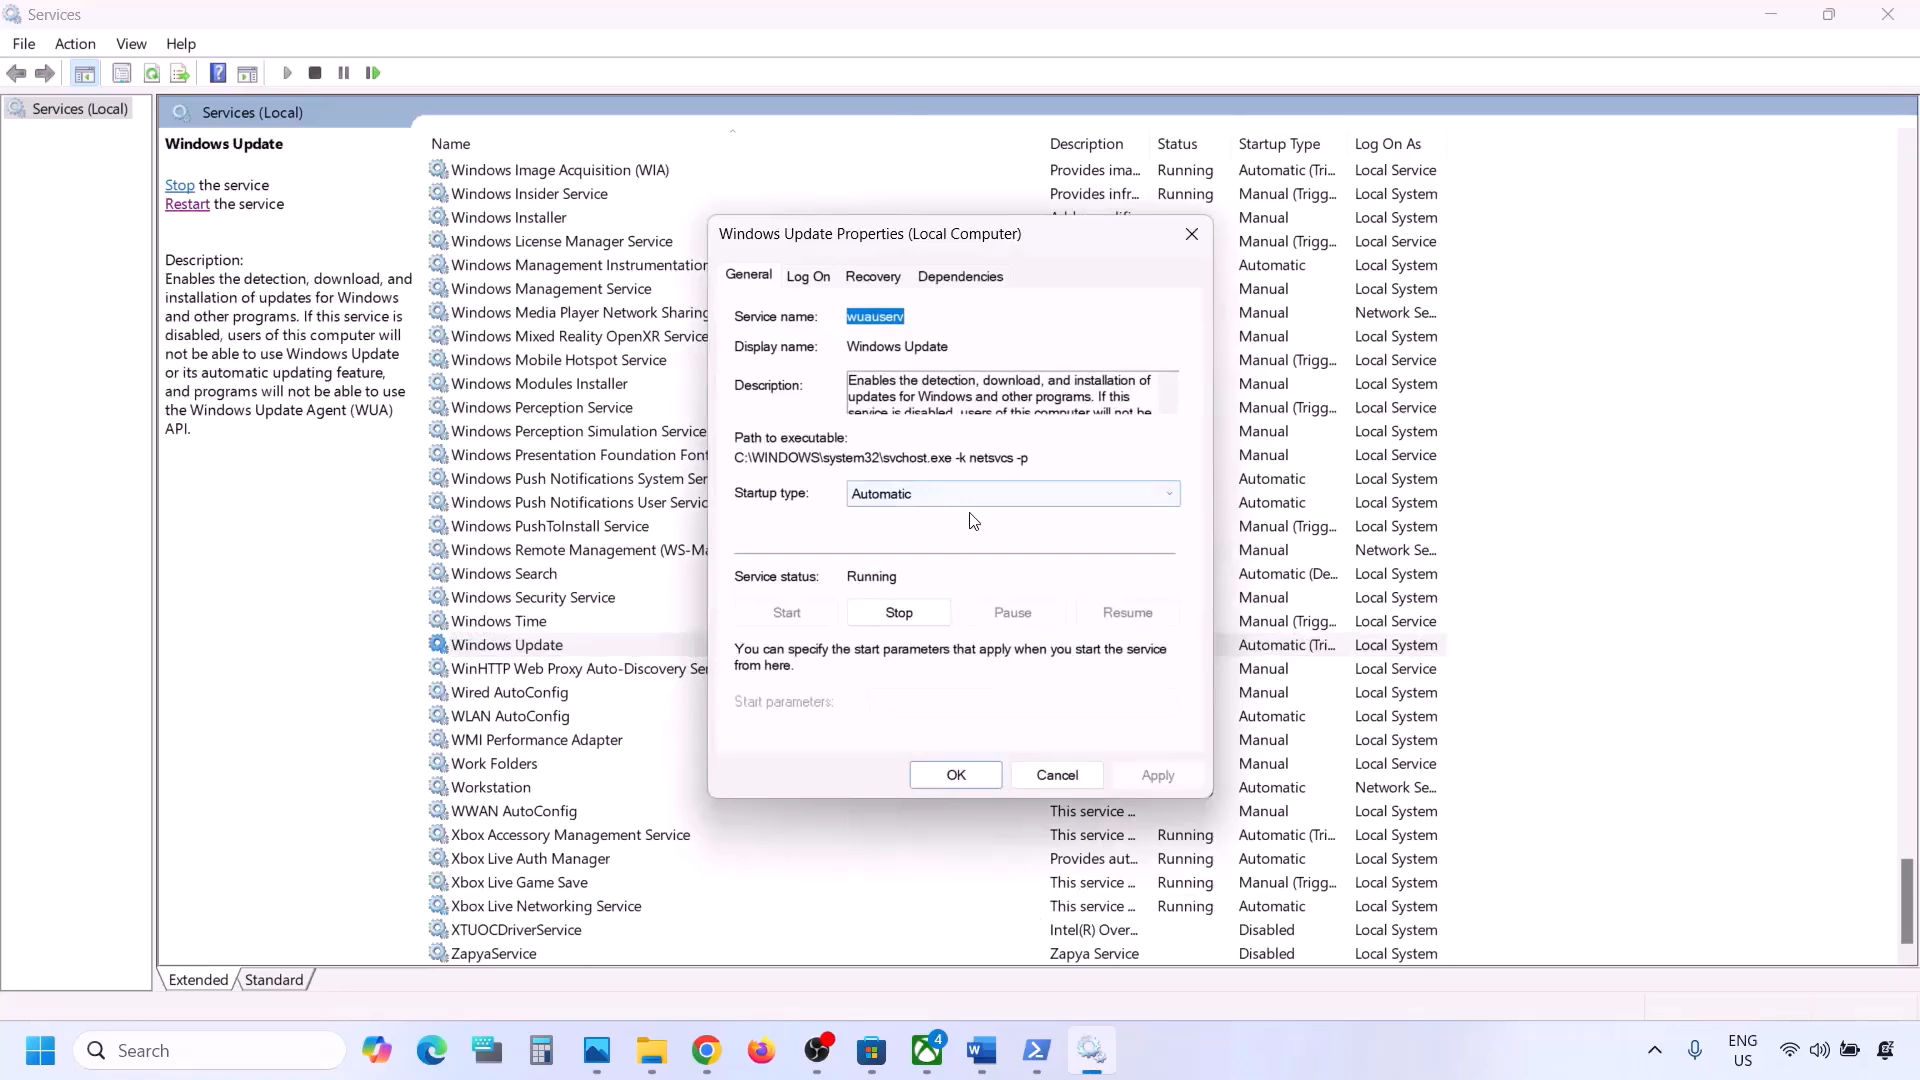 Services
File Action View Help
Services (Local)
Services (Local)
Windows Update
Stop the service
Restart the service
Description:
Enables the detection, download, and
installation of updates for Windows
and other programs. If this service is
disabled, users of this computer will
not be able to use Windows Update
or its automatic updating feature,
and programs will not be able to use
the Windows Update Agent (WUA)
API.
Name Description Status Startup Type Log On As
Windows Image Acquisition (WIA) Provides ima... Running Automatic (Tri... Local Service
Windows Insider Service Provides infr... Running Manual (Trigg... Local System
Windows Installer Manual Local System
Windows License Manager Service Manual (Trigg... Local Service
Windows Management Instrumentation Automatic Local System
Windows Management Service Manual Local System
Windows Media Player Network Sharing Manual Network Se...
Windows Mixed Reality OpenXR Service Manual Local System
Windows Mobile Hotspot Service Manual (Trigg... Local Service
Windows Modules Installer Manual Local System
Windows Perception Service Manual (Trigg... Local Service
Windows Perception Simulation Service Manual Local System
Windows Presentation Foundation Font Manual Local Service
Windows Push Notifications System Ser Automatic Local System
Windows Push Notifications User Servic Automatic Local System
Windows PushToInstall Service Manual (Trigg... Local System
Windows Remote Management (WS-Ma Manual Network Se...
Windows Search Automatic (De... Local System
Windows Security Service Manual Local System
Windows Time Manual (Trigg... Local Service
Windows Update Automatic (Tri... Local System
WinHTTP Web Proxy Auto-Discovery Ser Manual Local Service
Wired AutoConfig Manual Local System
WLAN AutoConfig Automatic Local System
WMI Performance Adapter Manual Local System
Work Folders Manual Local Service
Workstation Automatic Network Se...
WWAN AutoConfig This service ... Manual Local System
Xbox Accessory Management Service This service ... Running Automatic (Tri... Local System
Xbox Live Auth Manager Provides aut... Running Automatic Local System
Xbox Live Game Save This service ... Running Manual (Trigg... Local System
Xbox Live Networking Service This service ... Running Automatic Local System
XTUOCDriverService Intel(R) Over... Disabled Local System
ZapyaService Zapya Service Disabled Local System
Windows Update Properties (Local Computer)
General Log On Recovery Dependencies
Service name: wuauserv
Display name: Windows Update
Description: Enables the detection, download, and installation of
updates for Windows and other programs. If this
service is disabled, users of this computer will not be
Path to executable:
C:\WINDOWS\system32\svchost.exe -k netsvcs -p
Startup type: Automatic
Service status: Running
Start Stop Pause Resume
You can specify the start parameters that apply when you start the service
from here.
Start parameters:
OK Cancel Apply
Extended Standard
Search
4
ENG
US